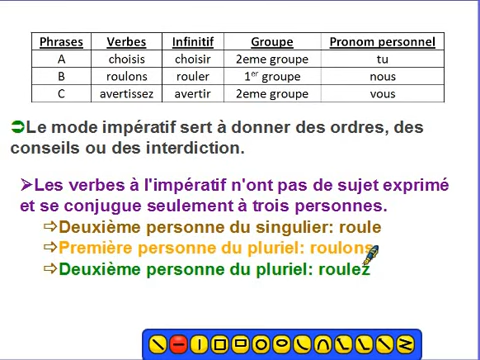 Phrases Verbes Infinitif Groupe Pronom personnel
A choisis choisir 2eme groupe tu
B roulons rouler 1er groupe nous
C avertissez avertir 2eme groupe vous
Le mode impératif sert à donner des ordres, des
conseils ou des interdiction.
Les verbes à l'impératif n'ont pas de sujet exprimé
et se conjugue seulement à trois personnes.
Deuxième personne du singulier: roule
Première personne du pluriel: roulons
Deuxième personne du pluriel: roulez